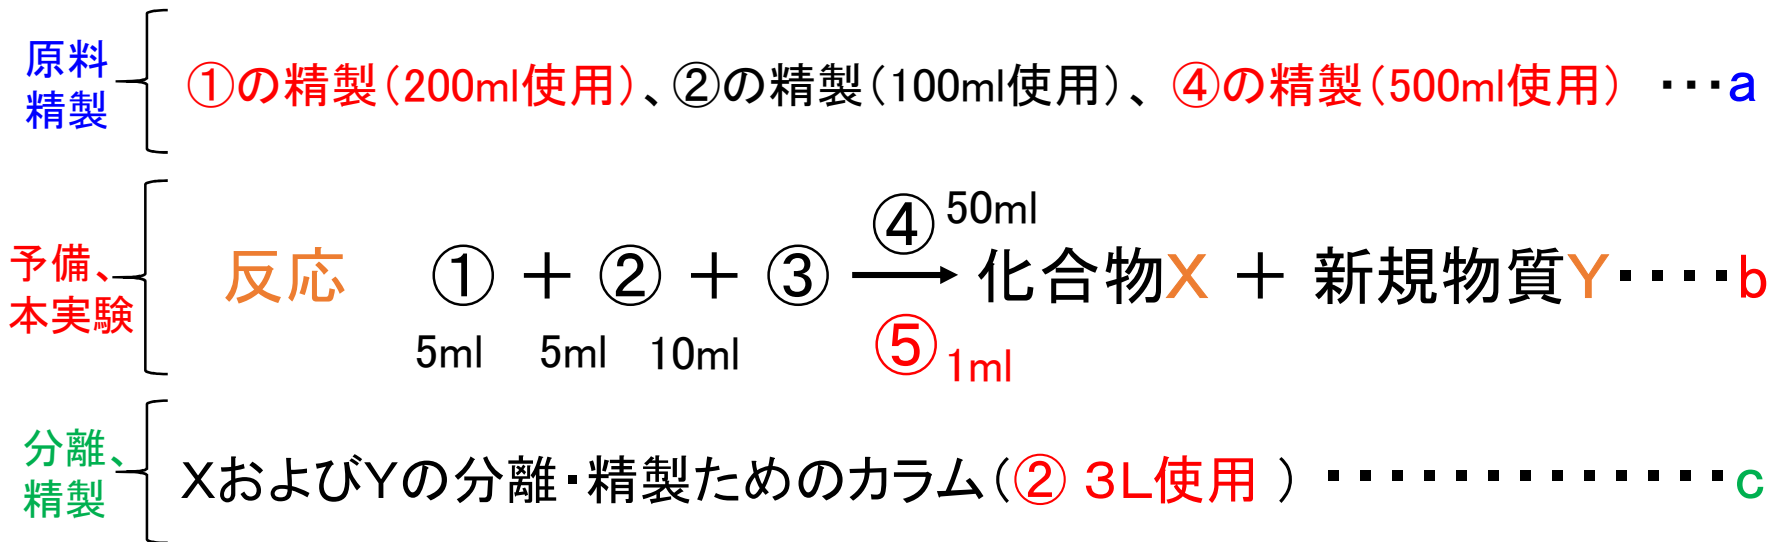 原料
精製
①の精製（200ml使用）、②の精製（100ml使用）、④の精製（500ml使用） ･･･a
予備、
本実験
④ 50ml
反応 ① ＋ ② ＋ ③ → 化合物X ＋ 新規物質Y････b
5ml 5ml 10ml ⑤ 1ml
分離、
精製
XおよびYの分離･精製ためのカラム（② 3L使用 ） ･････････････c